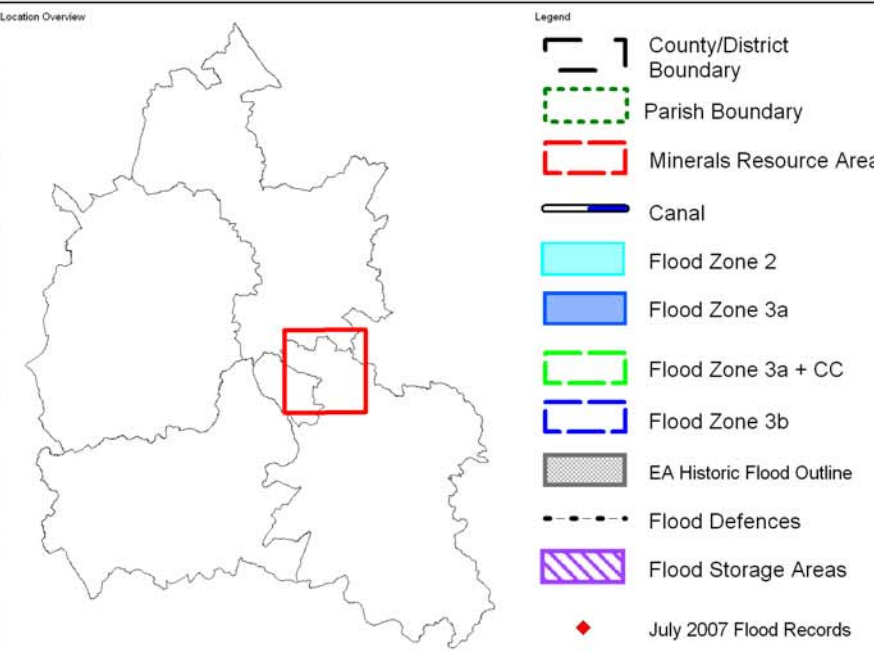 Location Overview
Legend
County/District
Boundary
Parish Boundary
Minerals Resource Area
Canal
Flood Zone 2
Flood Zone 3a
Flood Zone 3a + CC
Flood Zone 3b
EA Historic Flood Outline
Flood Defences
Flood Storage Areas
July 2007 Flood Records